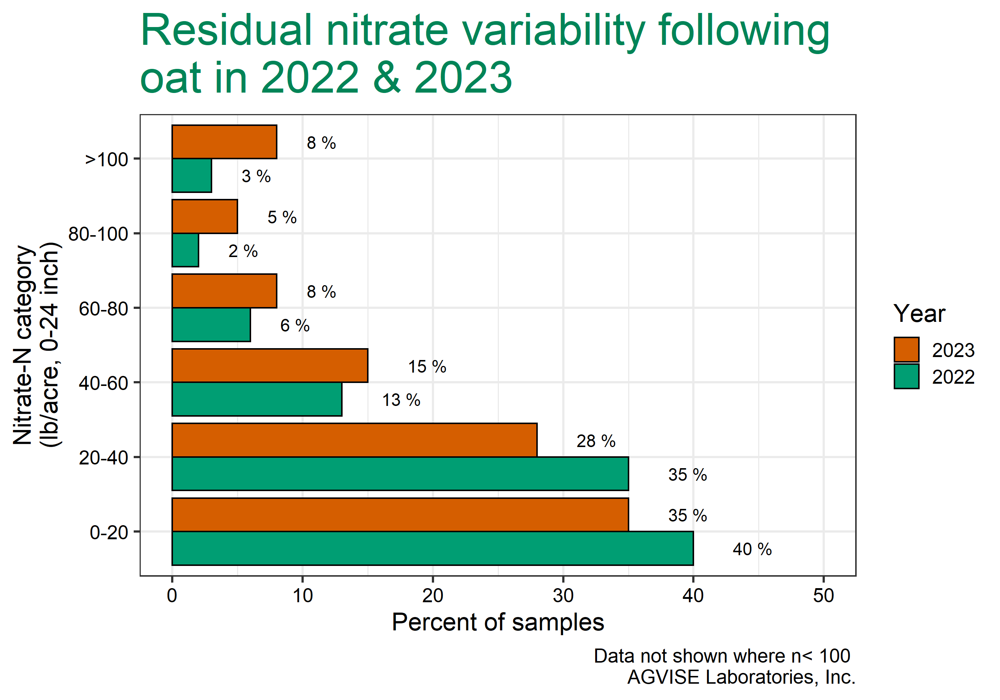 Residual nitrate variability following
oat in 2022 & 2023
Nitrate-N category
(lb/acre, 0-24 inch)
>100
8 %
3 %
80-100
5 %
2 %
60-80
8 %
6 %
40-60
15 %
13 %
20-40
28 %
35 %
0-20
35 %
40 %
0 10 20 30 40 50
Percent of samples
Year
2023
2022
Data not shown where n< 100
AGVISE Laboratories, Inc.